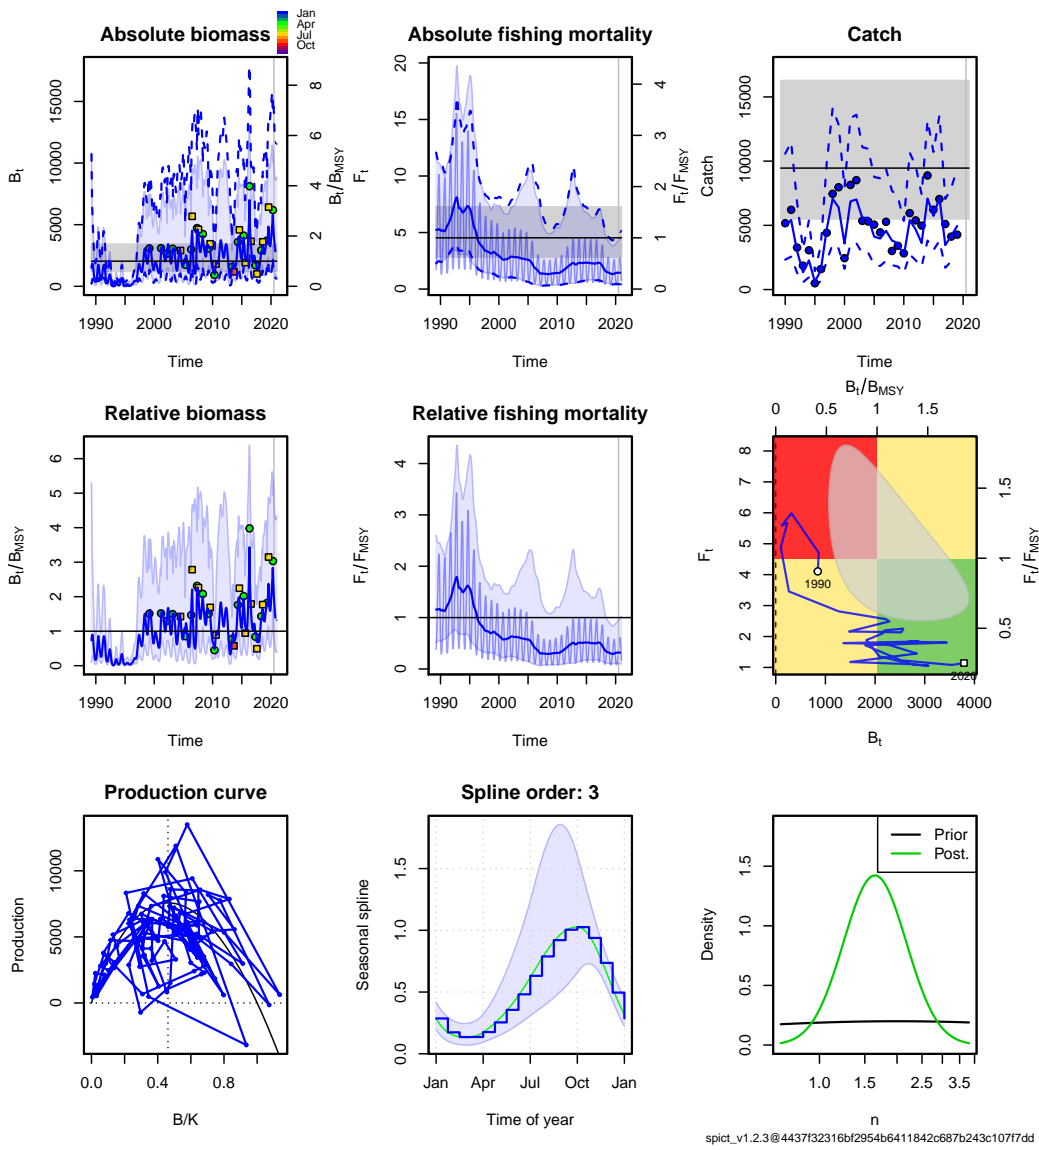 Absolute biomass
Jan
Apr
Jul
Oct
0 5000 10000 15000
B_t
0 2 4 6 8
B_t/B_MSY
1990 2000 2010 2020
Time
Absolute fishing mortality
0 5 10 15 20
F_t
0 1 2 3 4
F_t/F_MSY
1990 2000 2010 2020
Time
Catch
0 5000 10000 15000
Catch
1990 2000 2010 2020
Time
Relative biomass
0 1 2 3 4 5 6
B_t/B_MSY
1990 2000 2010 2020
Time
Relative fishing mortality
0 1 2 3 4
F_t/F_MSY
1990 2000 2010 2020
Time
B_t/B_MSY
0 0.5 1 1.5
1 2 3 4 5 6 7 8
F_t
0.5 1 1.5
F_t/F_MSY
1990
2020
0 1000 2000 3000 4000
B_t
Production curve
0 5000 10000
Production
0.0 0.4 0.8
B/K
Spline order: 3
0.0 0.5 1.0 1.5
Seasonal spline
Jan Apr Jul Oct Jan
Time of year
Prior
Post.
0.0 0.5 1.0 1.5
Density
1.0 1.5 2.5 3.5
n
spict_v1.2.3@4437f32316bf2954b6411842c687b243c107f7dd